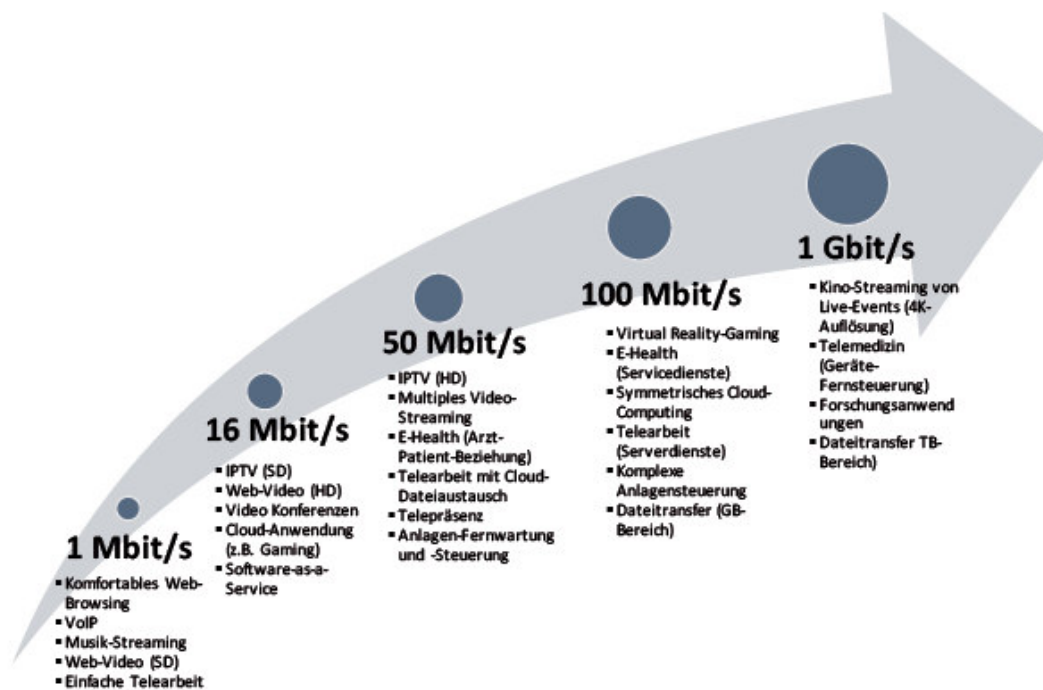 1 Mbit/s
▪ Komfortables Web-
Browsing
▪ VoIP
▪ Musik-Streaming
▪ Web-Video (SD)
▪ Einfache Telearbeit
16 Mbit/s
▪ IPTV (SD)
▪ Web-Video (HD)
▪ Video Konferenzen
▪ Cloud-Anwendung
(z.B. Gaming)
▪ Software-as-a-
Service
50 Mbit/s
▪ IPTV (HD)
▪ Multiples Video-
Streaming
▪ E-Health (Arzt-
Patient-Beziehung)
▪ Telearbeit mit Cloud-
Dateiaustausch
▪ Telepräsenz
▪ Anlagen-Fernwartung
und -Steuerung
100 Mbit/s
▪ Virtual Reality-Gaming
▪ E-Health
(Servicedienste)
▪ Symmetrisches Cloud-
Computing
▪ Telearbeit
(Serverdienste)
▪ Komplexe
Anlagensteuerung
▪ Dateitransfer (GB-
Bereich)
1 Gbit/s
▪ Kino-Streaming von
Live-Events (4K-
Auflösung)
▪ Telemedizin
(Geräte-
Fernsteuerung)
▪ Forschungsanwend
ungen
▪ Dateitransfer TB-
Bereich)